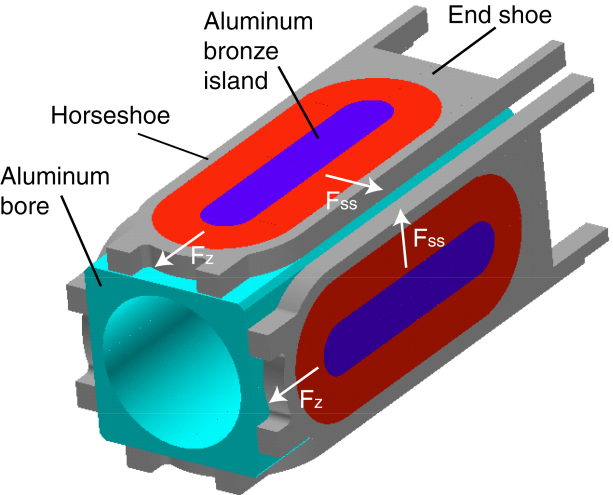 Aluminum
bronze
island
End shoe
Horseshoe
Aluminum
bore
Fss
Fss
Fz
Fz